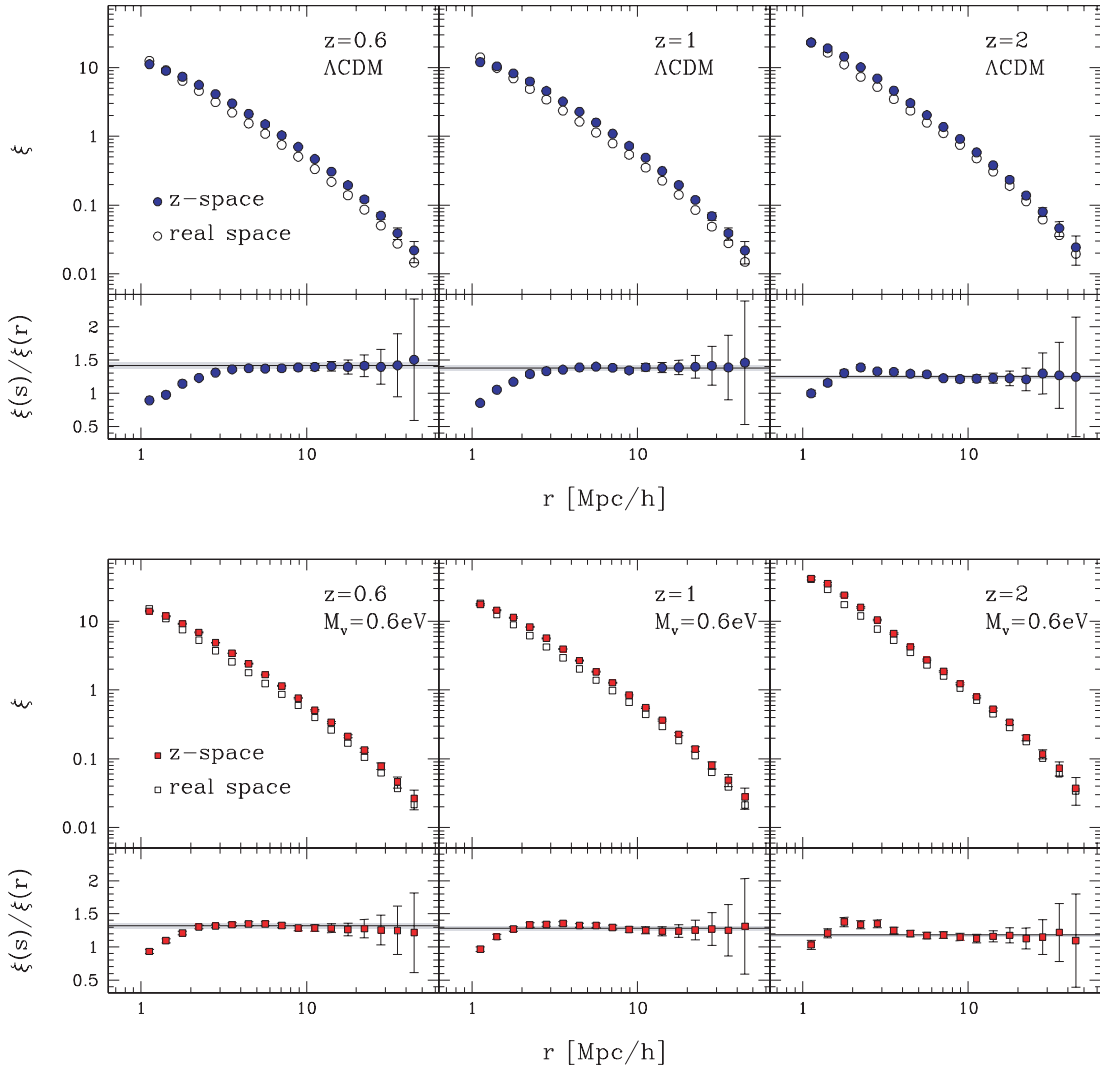 z=0.6
ΛCDM
z=1
ΛCDM
z=2
ΛCDM
ξ
10
1
0.1
0.01
z−space
real space
ξ(s)/ξ(r)
2
1.5
1
0.5
1
10
1
10
1
10
r [Mpc/h]
z=0.6
Mᵥ=0.6eV
z=1
Mᵥ=0.6eV
z=2
Mᵥ=0.6eV
ξ
10
1
0.1
0.01
z−space
real space
ξ(s)/ξ(r)
2
1.5
1
0.5
1
10
1
10
1
10
r [Mpc/h]